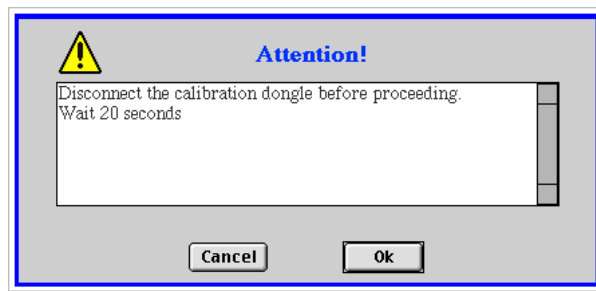 Attention!
Disconnect the calibration dongle before proceeding.
Wait 20 seconds
Cancel Ok